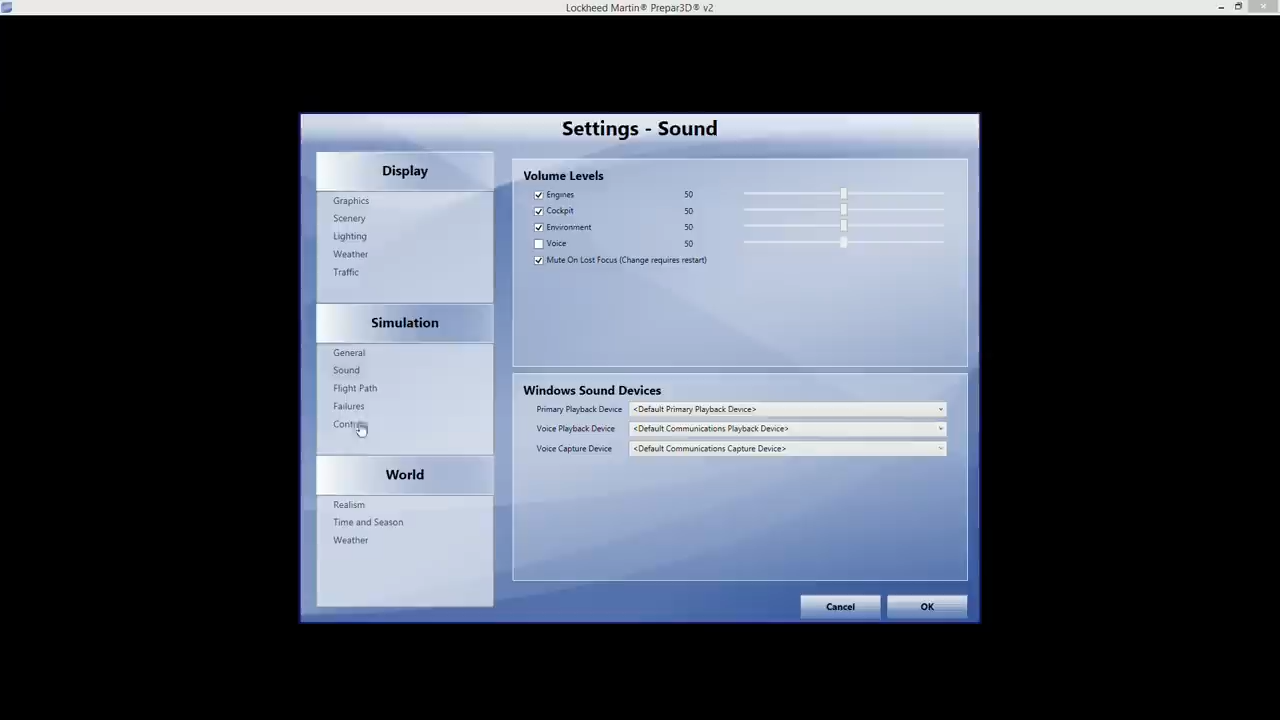 Lockheed Martin® Prepar3D® v2
Settings - Sound
Display
Graphics
Scenery
Lighting
Weather
Traffic
Simulation
General
Sound
Flight Path
Failures
World
Realism
Time and Season
Weather
Volume Levels
Engines 50
Cockpit 50
Environment 50
Voice 50
Mute On Lost Focus (Change requires restart)
Windows Sound Devices
Primary Playback Device <Default Primary Playback Device>
Voice Playback Device <Default Communications Playback Device>
Voice Capture Device <Default Communications Capture Device>
Cancel OK